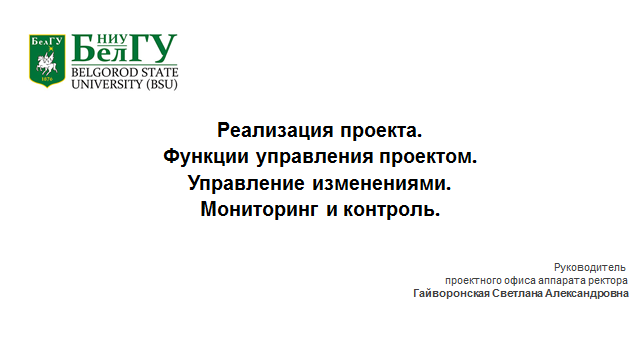 БелГУ
1876
НИУ
БелГУ
BELGOROD STATE
UNIVERSITY (BSU)
Реализация проекта.
Функции управления проектом.
Управление изменениями.
Мониторинг и контроль.
Руководитель
проектного офиса аппарата ректора
Гайворонская Светлана Александровна